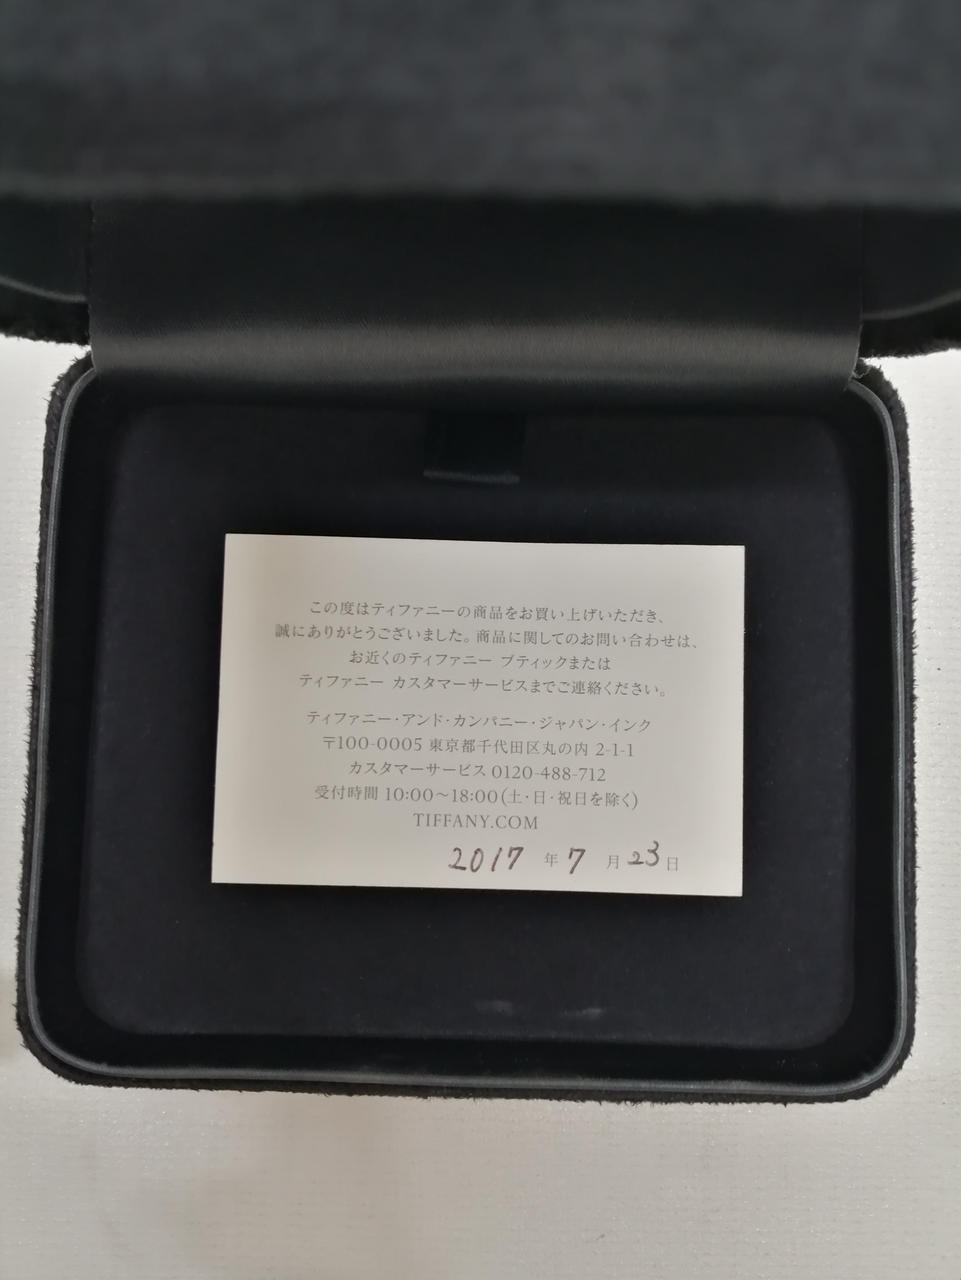 この度はティファニーの商品をお買い上げいただき、
誠にありがとうございました。商品に関してのお問い合わせは、
お近くのティファニー ブティックまたは
ティファニー カスタマーサービスまでご連絡ください。
ティファニー・アンド・カンパニー・ジャパン・インク
〒100-0005 東京都千代田区丸の内 2-1-1
カスタマーサービス 0120-488-712
受付時間 10:00〜18:00(土・日・祝日を除く)
TIFFANY.COM
2017 年 7 月 23 日